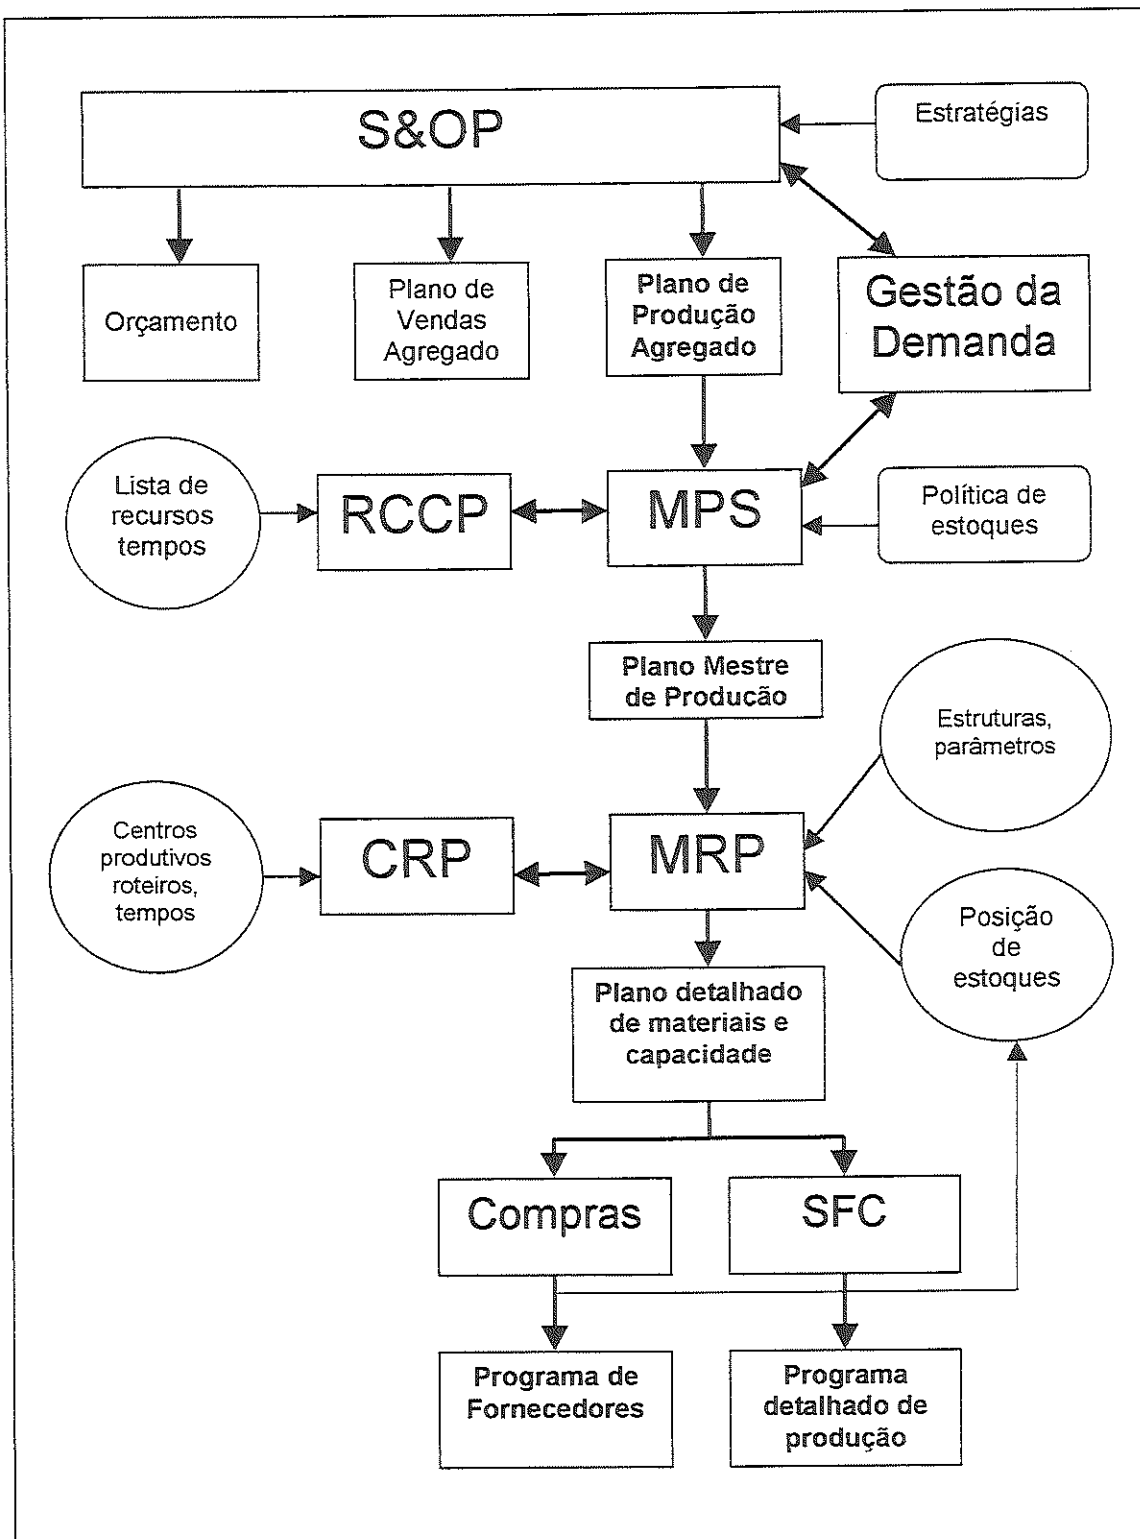 S&OP
Estratégias
Orçamento
Plano de
Vendas
Agregado
Plano de
Produção
Agregado
Gestão da
Demanda
Lista de
recursos
tempos
RCCP
MPS
Política de
estoques
Plano Mestre
de Producão
Estruturas,
parâmetros
Centros
produtivos
roteiros,
tempos
CRP
MRP
Posição
de
estoques
Plano detalhado
de materiais e
capacidade
Compras
SFC
Programa de
Fornecedores
Programa
detalhado de
produção